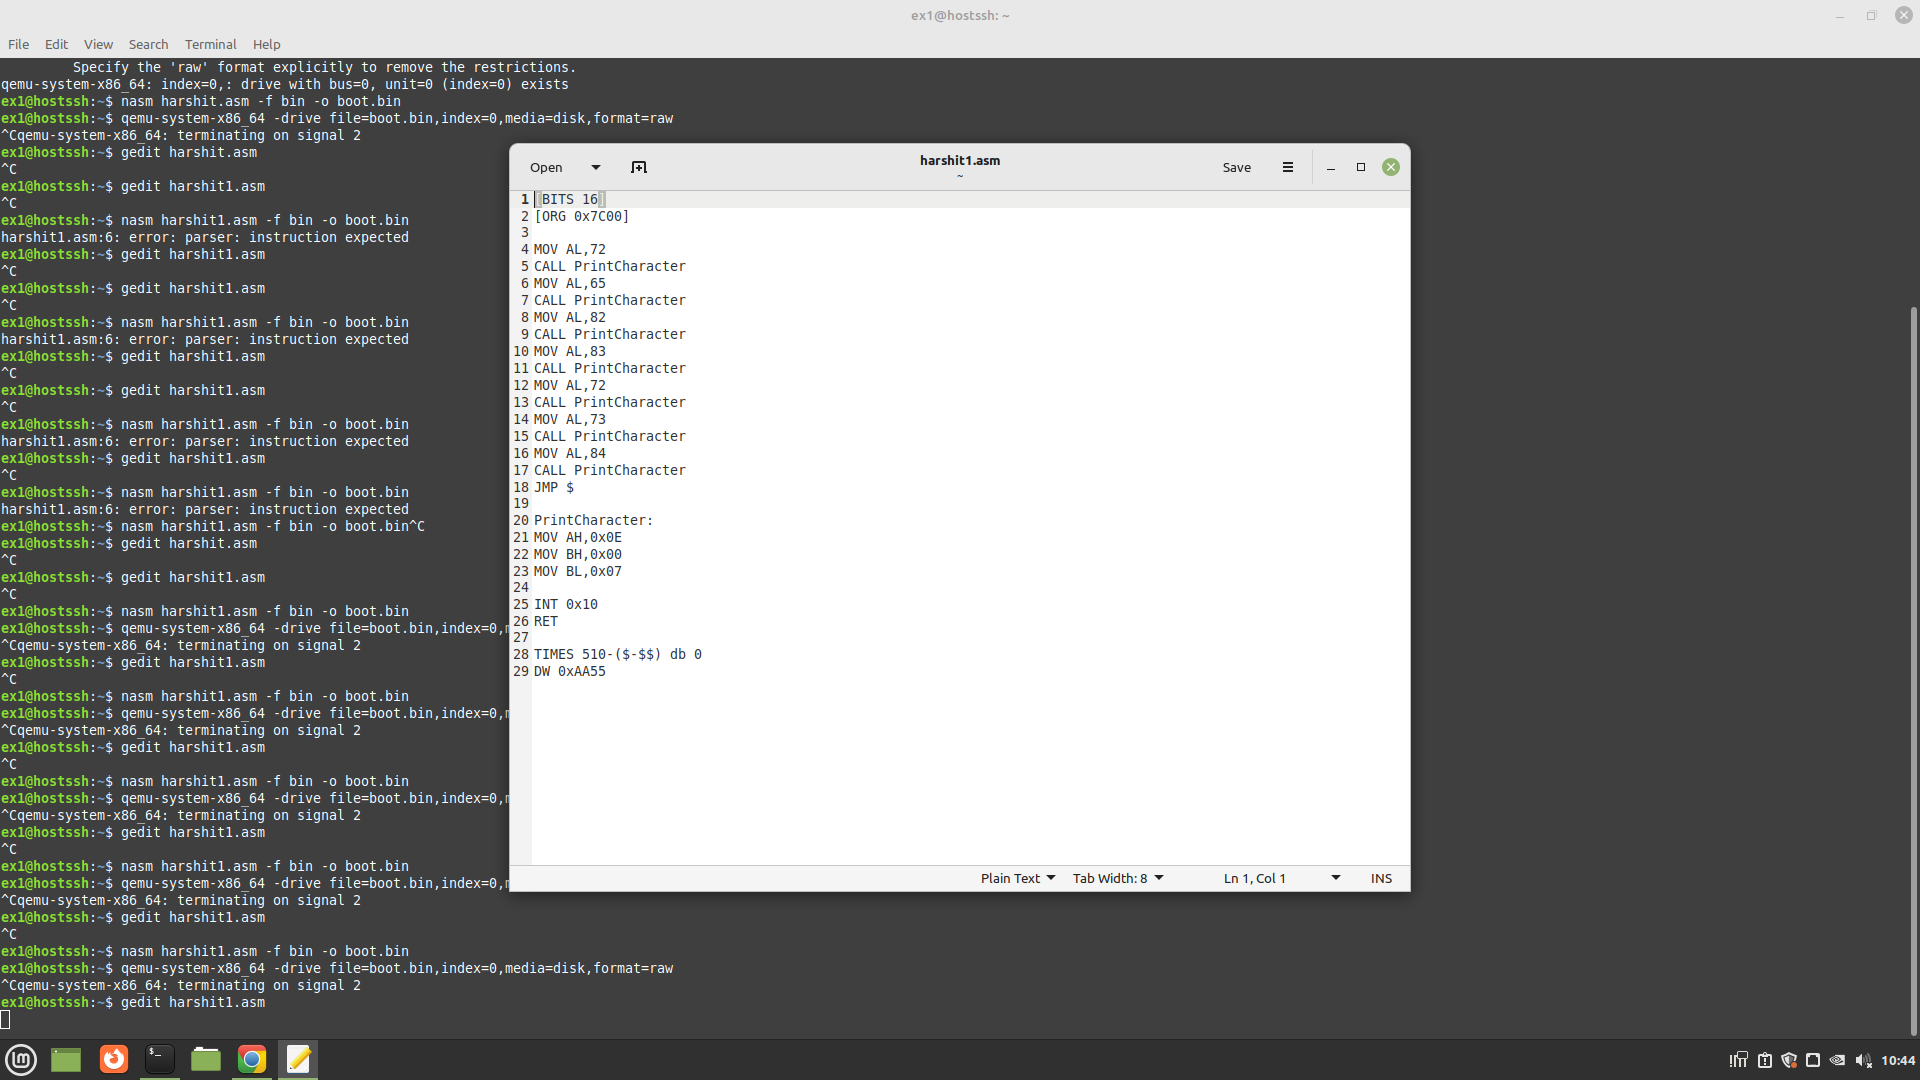 ex1@hostssh: ~
File Edit View Search Terminal Help
Specify the 'raw' format explicitly to remove the restrictions.
qemu-system-x86_64: index=0,: drive with bus=0, unit=0 (index=0) exists
ex1@hostssh:~$ nasm harshit.asm -f bin -o boot.bin
ex1@hostssh:~$ qemu-system-x86_64 -drive file=boot.bin,index=0,media=disk,format=raw
^Cqemu-system-x86_64: terminating on signal 2
ex1@hostssh:~$ gedit harshit.asm
^C
ex1@hostssh:~$ gedit harshit1.asm
^C
ex1@hostssh:~$ nasm harshit1.asm -f bin -o boot.bin
harshit1.asm:6: error: parser: instruction expected
ex1@hostssh:~$ gedit harshit1.asm
^C
ex1@hostssh:~$ gedit harshit1.asm
^C
ex1@hostssh:~$ nasm harshit1.asm -f bin -o boot.bin
harshit1.asm:6: error: parser: instruction expected
ex1@hostssh:~$ gedit harshit1.asm
^C
ex1@hostssh:~$ gedit harshit1.asm
^C
ex1@hostssh:~$ nasm harshit1.asm -f bin -o boot.bin
harshit1.asm:6: error: parser: instruction expected
ex1@hostssh:~$ gedit harshit1.asm
^C
ex1@hostssh:~$ nasm harshit1.asm -f bin -o boot.bin
harshit1.asm:6: error: parser: instruction expected
ex1@hostssh:~$ nasm harshit1.asm -f bin -o boot.bin^C
ex1@hostssh:~$ gedit harshit.asm
^C
ex1@hostssh:~$ gedit harshit1.asm
^C
ex1@hostssh:~$ nasm harshit1.asm -f bin -o boot.bin
ex1@hostssh:~$ qemu-system-x86_64 -drive file=boot.bin,index=0,
^Cqemu-system-x86_64: terminating on signal 2
ex1@hostssh:~$ gedit harshit1.asm
^C
ex1@hostssh:~$ nasm harshit1.asm -f bin -o boot.bin
ex1@hostssh:~$ qemu-system-x86_64 -drive file=boot.bin,index=0,
^Cqemu-system-x86_64: terminating on signal 2
ex1@hostssh:~$ gedit harshit1.asm
^C
ex1@hostssh:~$ nasm harshit1.asm -f bin -o boot.bin
ex1@hostssh:~$ qemu-system-x86_64 -drive file=boot.bin,index=0,
^Cqemu-system-x86_64: terminating on signal 2
ex1@hostssh:~$ gedit harshit1.asm
^C
ex1@hostssh:~$ nasm harshit1.asm -f bin -o boot.bin
ex1@hostssh:~$ qemu-system-x86_64 -drive file=boot.bin,index=0,
^Cqemu-system-x86_64: terminating on signal 2
ex1@hostssh:~$ gedit harshit1.asm
^C
ex1@hostssh:~$ nasm harshit1.asm -f bin -o boot.bin
ex1@hostssh:~$ qemu-system-x86_64 -drive file=boot.bin,index=0,media=disk,format=raw
^Cqemu-system-x86_64: terminating on signal 2
ex1@hostssh:~$ gedit harshit1.asm
Open harshit1.asm Save
~
1 [BITS 16]
2 [ORG 0x7C00]
3
4 MOV AL,72
5 CALL PrintCharacter
6 MOV AL,65
7 CALL PrintCharacter
8 MOV AL,82
9 CALL PrintCharacter
10 MOV AL,83
11 CALL PrintCharacter
12 MOV AL,72
13 CALL PrintCharacter
14 MOV AL,73
15 CALL PrintCharacter
16 MOV AL,84
17 CALL PrintCharacter
18 JMP $
19
20 PrintCharacter:
21 MOV AH,0x0E
22 MOV BH,0x00
23 MOV BL,0x07
24
25 INT 0x10
26 RET
27
28 TIMES 510-($-$$) db 0
29 DW 0xAA55
Plain Text Tab Width: 8 Ln 1, Col 1 INS
10:44